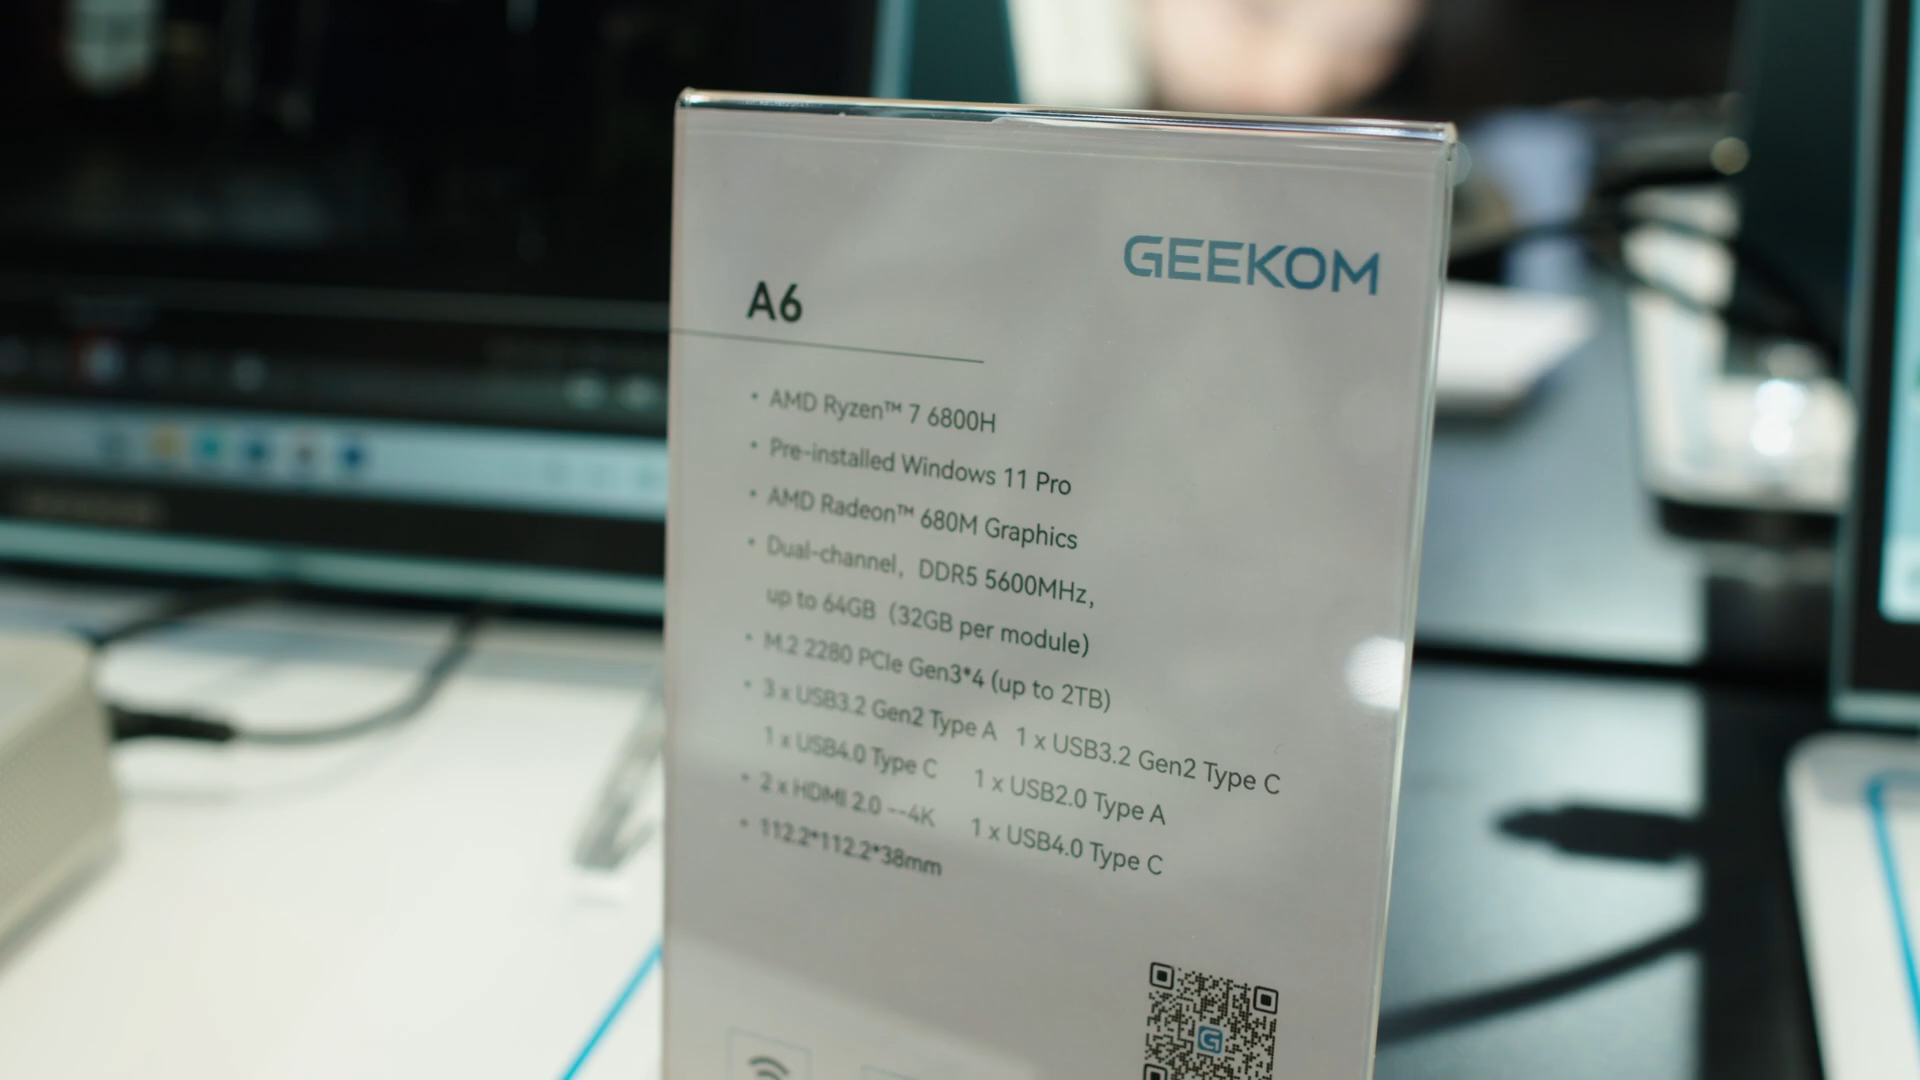 GEEKOM
A6
• AMD Ryzen™ 7 6800H
• Pre-installed Windows 11 Pro
• AMD Radeon™ 680M Graphics
• Dual-channel, DDR5 5600MHz,
up to 64GB (32GB per module)
• M.2 2280 PCIe Gen3*4 (up to 2TB)
• 3 x USB3.2 Gen2 Type A 1 x USB3.2 Gen2 Type C
1 x USB4.0 Type C 1 x USB2.0 Type A
• 2 x HDMI 2.0 --4K 1 x USB4.0 Type C
• 112.2*112.2*38mm